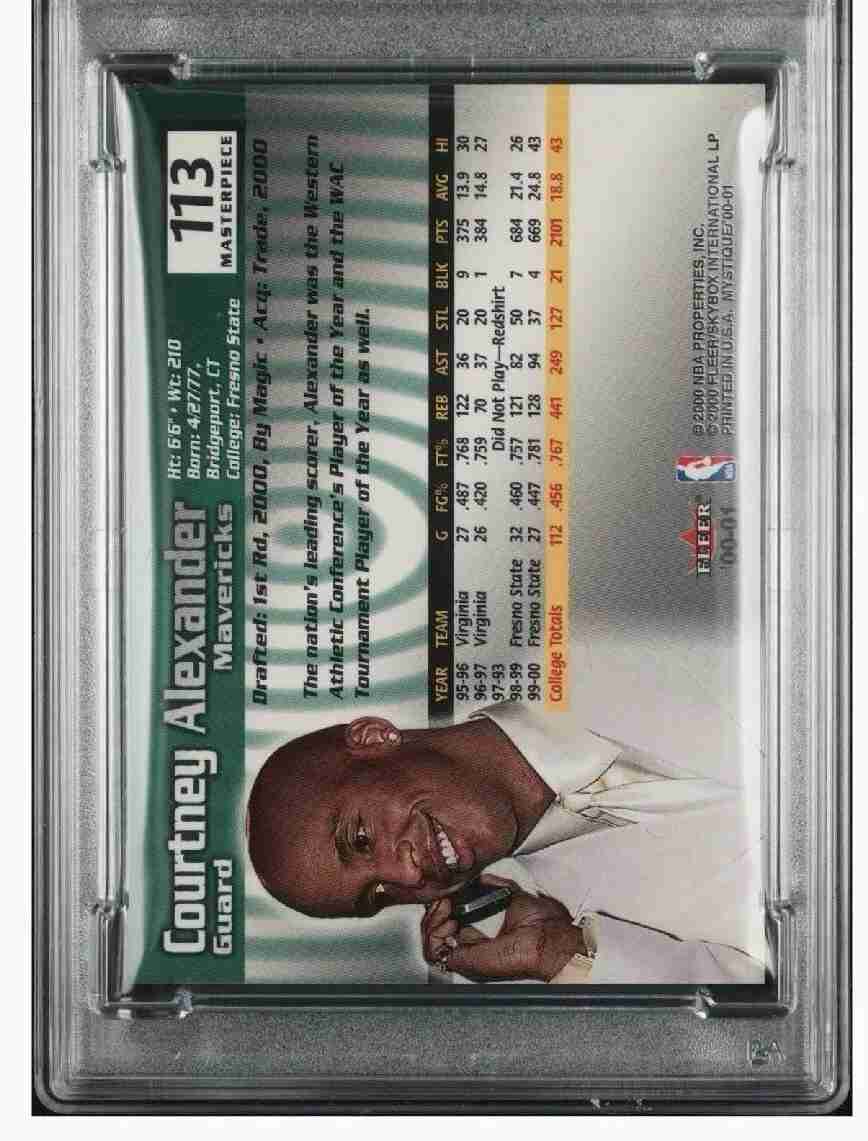 Courtney Alexander
Guard Mavericks
Ht: 6'6" • Wt: 210
Born: 4/27/77,
Bridgeport, CT
College: Fresno State
113
MASTERPIECE
Drafted: 1st Rd, 2000, By Magic • Acq: Trade, 2000
The nation's leading scorer, Alexander was the Western
Athletic Conference's Player of the Year and the WAC
Tournament Player of the Year as well.
YEAR TEAM G FG% FT% REB AST STL BLK PTS AVG HI
95-96 Virginia 27 .487 .768 122 36 20 9 375 13.9 30
96-97 Virginia 26 .420 .759 70 37 20 1 384 14.8 27
97-93 Did Not Play—Redshirt
98-99 Fresno State 32 .460 .757 121 82 50 7 684 21.4 26
99-00 Fresno State 27 .447 .781 128 94 37 4 669 24.8 43
College Totals 112 .456 .767 441 249 127 21 2101 18.8 43
FLEER
'00-01
NBA
© 2000 NBA PROPERTIES, INC.
© 2000 FLEER/SKYBOX INTERNATIONAL LP
PRINTED IN U.S.A. MYSTIQUE'00-01